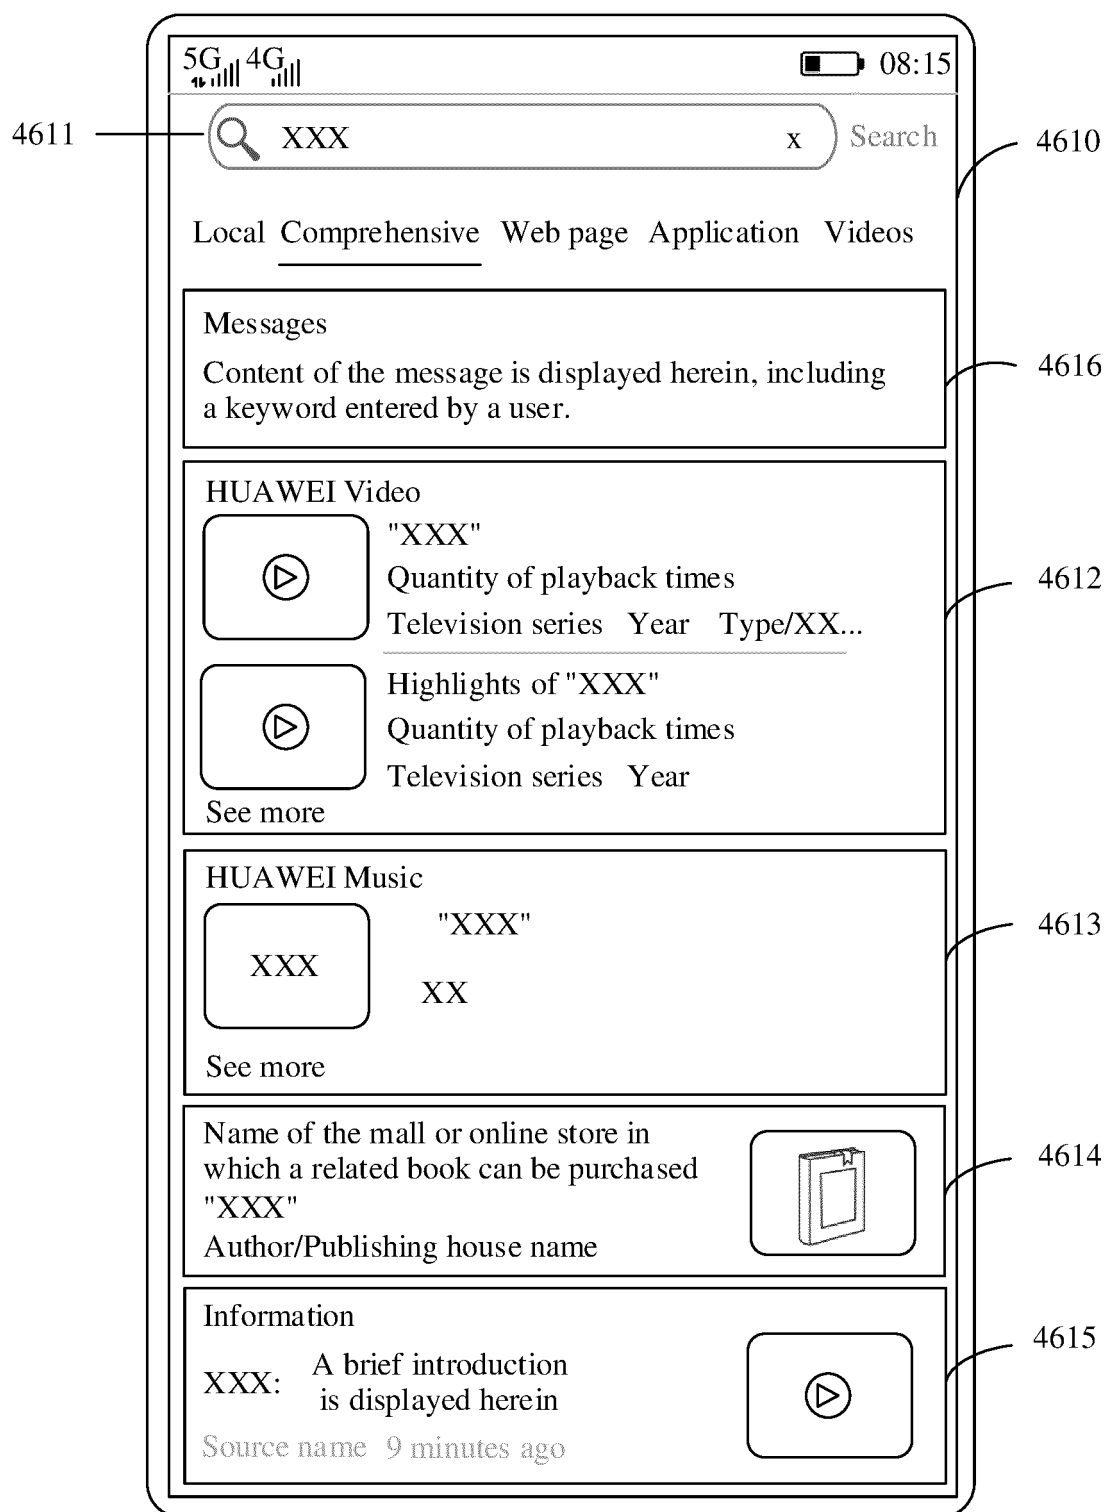 5G 4G 08:15
4611 XXX x Search 4610
Local Comprehensive Web page Application Videos
Messages
Content of the message is displayed herein, including 4616
a keyword entered by a user.
HUAWEI Video
"XXX"
Quantity of playback times 4612
Television series Year Type/XX...
Highlights of "XXX"
Quantity of playback times
Television series Year
See more
HUAWEI Music
"XXX" 4613
XXX
XX
See more
Name of the mall or online store in
which a related book can be purchased 4614
"XXX"
Author/Publishing house name
Information
4615
A brief introduction
XXX:
is displayed herein
Source name 9 minutes ago